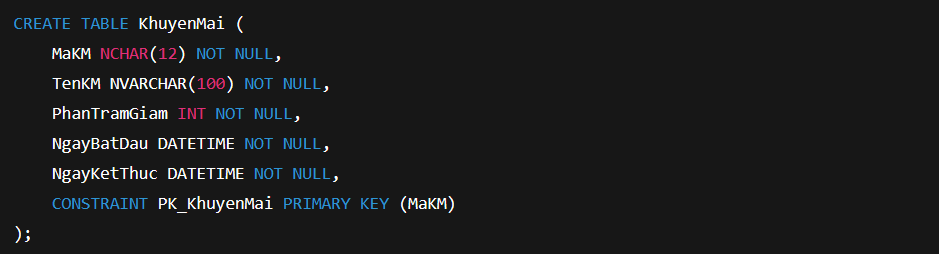 CREATE TABLE KhuyenMai (
    MaKM NCHAR(12) NOT NULL,
    TenKM NVARCHAR(100) NOT NULL,
    PhanTramGiam INT NOT NULL,
    NgayBatDau DATETIME NOT NULL,
    NgayKetThuc DATETIME NOT NULL,
    CONSTRAINT PK_KhuyenMai PRIMARY KEY (MaKM)
);